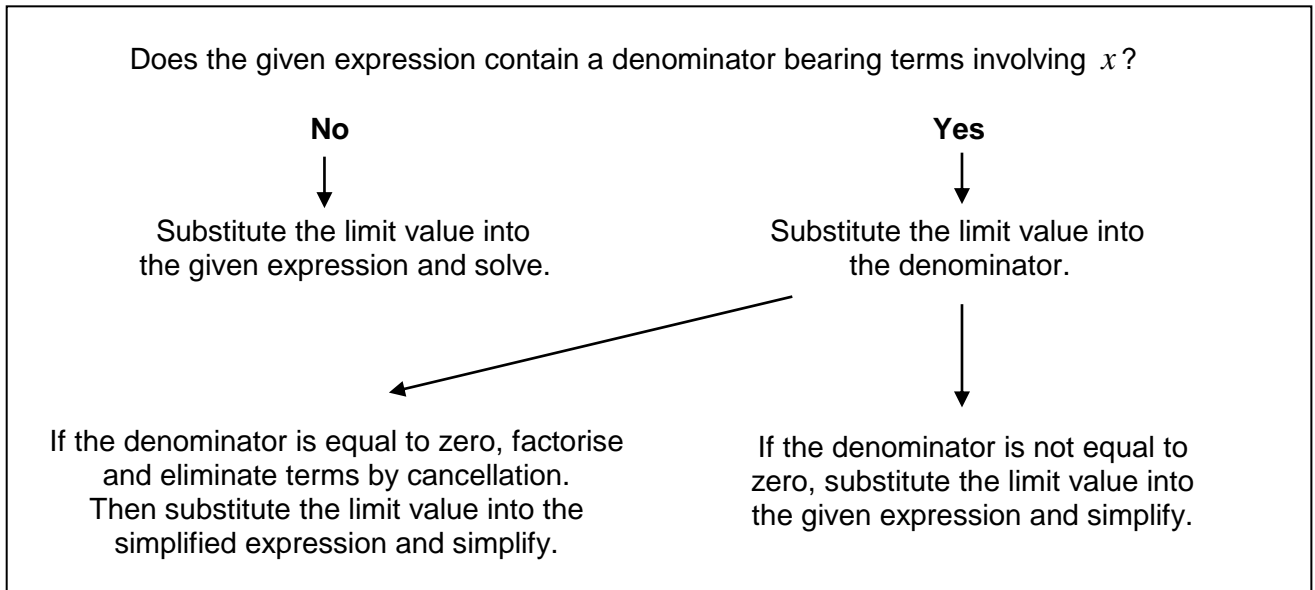 Does the given expression contain a denominator bearing terms involving x ?
No
Substitute the limit value into
the given expression and solve.
Yes
Substitute the limit value into
the denominator.
If the denominator is equal to zero, factorise
and eliminate terms by cancellation.
Then substitute the limit value into the
simplified expression and simplify.
If the denominator is not equal to
zero, substitute the limit value into
the given expression and simplify.